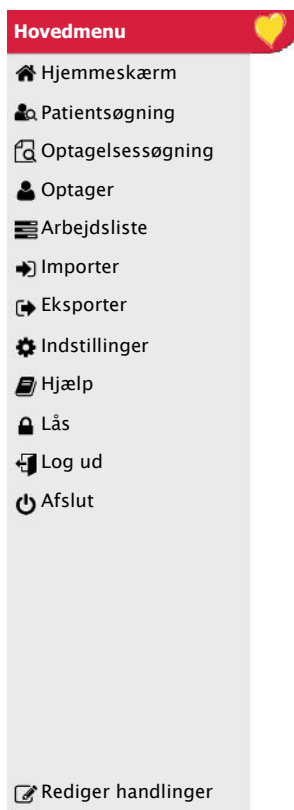 Hovedmenu
Hjemmeskærm
Patientsøgning
Optagelsessøgning
Optager
Arbejdsliste
Importer
Eksporter
Indstillinger
Hjælp
Lås
Log ud
Afslut
Rediger handlinger